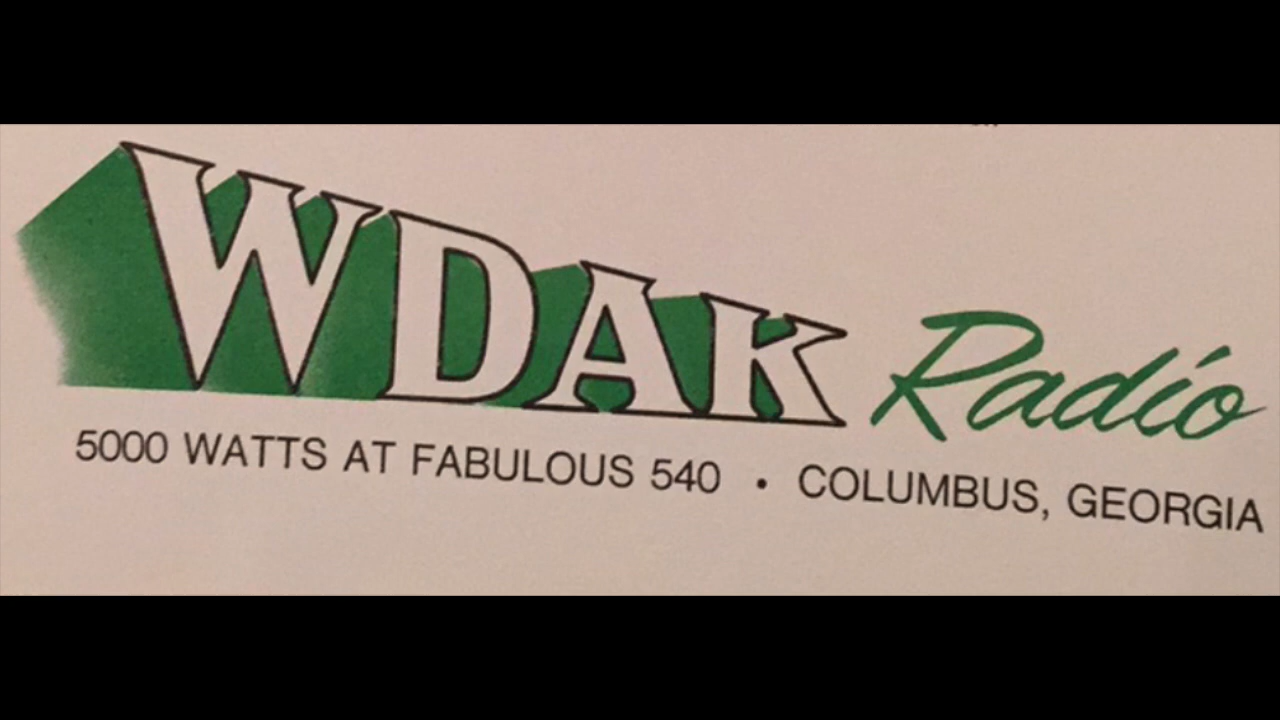 WDAK Radio
5000 WATTS AT FABULOUS 540 • COLUMBUS, GEORGIA